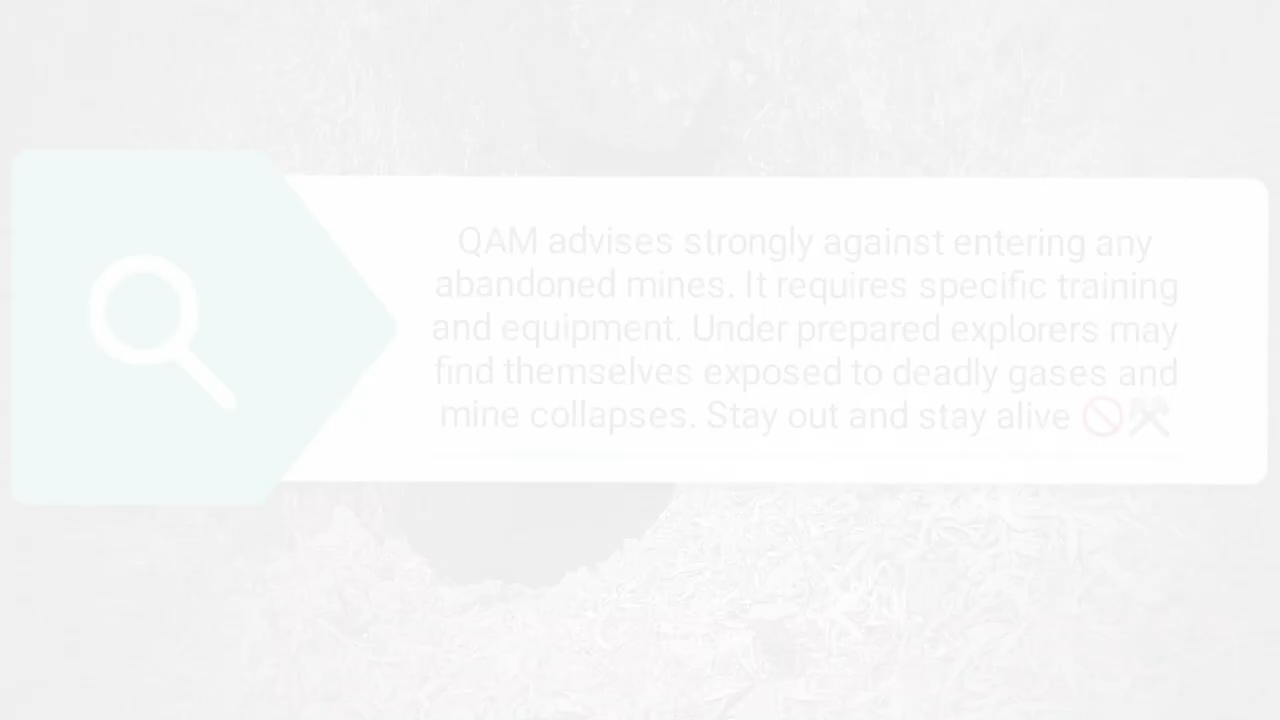 QAM advises strongly against entering any
abandoned mines. It requires specific training
and equipment. Under prepared explorers may
find themselves exposed to deadly gases and
mine collapses. Stay out and stay alive 🚫⚒